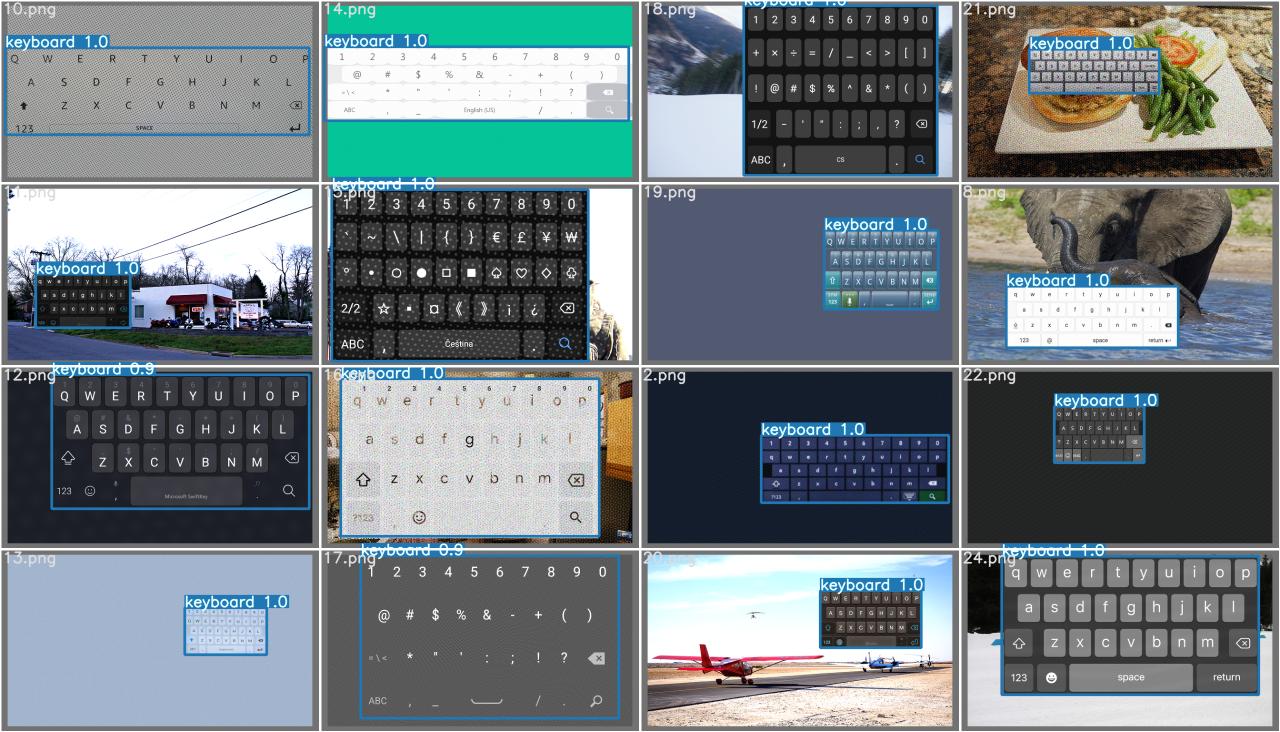 10.png
keyboard 1.0
Q W E R T Y U I O P
A S D F G H J K L
Z X C V B N M
123 SPACE .
14.png
keyboard 1.0
1 2 3 4 5 6 7 8 9 0
@ # $ % & - + ( )
= \ < * " ' : ; ! ?
ABC , _ English (US) / .
18.png
keyboard 1.0
1 2 3 4 5 6 7 8 9 0
+ × ÷ = / _ < > [ ]
! @ # $ % ^ & * ( )
1/2 - ' " : ; , ?
ABC , CS .
21.png
keyboard 1.0
11.png
keyboard 1.0
q w e r t y u i o p
a s d f g h j k l
z x c v b n m
15.png
keyboard 1.0
1 2 3 4 5 6 7 8 9 0
` ~ \ | { } € £ ¥ ₩
° • ○ ● □ ■ ♤ ♡ ◇ ♧
2/2 ☆ ▪ ¤ 《 》 ¡ ¿
ABC , Čeština .
19.png
keyboard 1.0
Q W E R T Y U I O P
A S D F G H J K L
Z X C V B N M
123
8.png
keyboard 1.0
q w e r t y u i o p
a s d f g h j k l
z x c v b n m .
123 @ space return
12.png
keyboard 0.9
1 2 3 4 5 6 7 8 9 0
Q W E R T Y U I O P
A S D F G H J K L
Z X C V B N M
123 Microsoft SwiftKey
16.png
keyboard 1.0
1 2 3 4 5 6 7 8 9 0
q w e r t y u i o p
a s d f g h j k l
z x c v b n m
?123 , .
2.png
keyboard 1.0
1 2 3 4 5 6 7 8 9 0
q w e r t y u i o p
a s d f g h j k l
z x c v b n m
?123 , .
22.png
keyboard 1.0
Q W E R T Y U I O P
A S D F G H J K L
Z X C V B N M
13.png
keyboard 1.0
17.png
keyboard 0.9
1 2 3 4 5 6 7 8 9 0
@ # $ % & - + ( )
= \ < * " ' : ; ! ?
ABC , _ / .
20.png
keyboard 1.0
Q W E R T Y U I O P
A S D F G H J K L
Z X C V B N M
24.png
keyboard 1.0
q w e r t y u i o p
a s d f g h j k l
z x c v b n m
123 space return